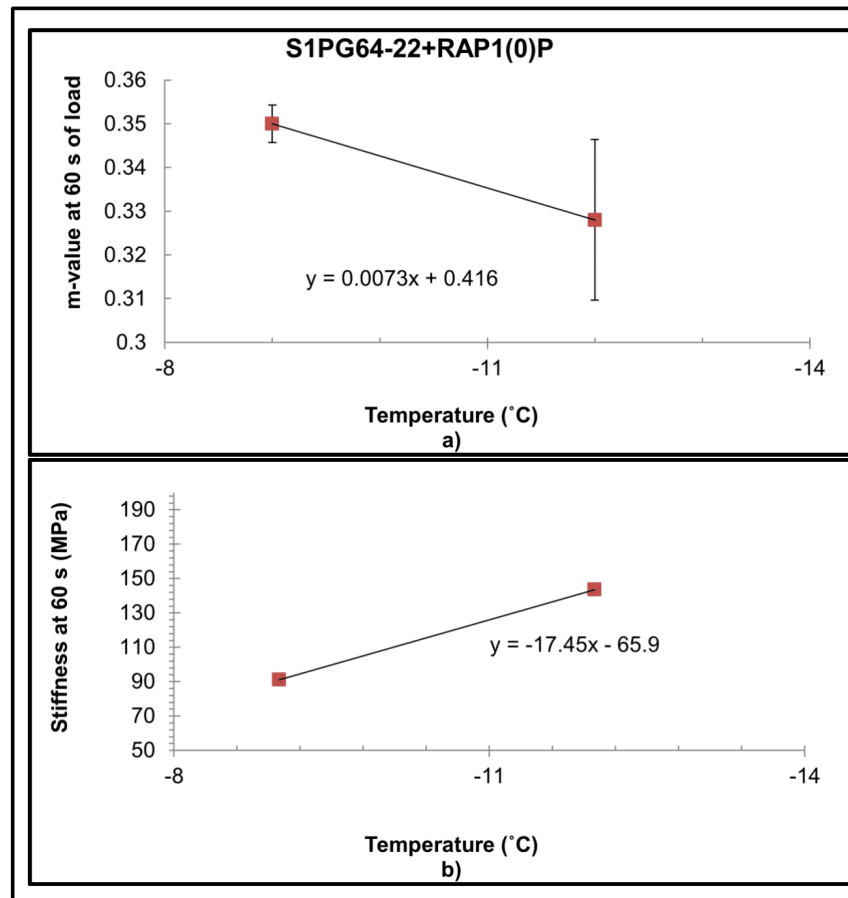 S1PG64-22+RAP1(0)P
m-value at 60 s of load
0.36
0.35
0.34
0.33
0.32
0.31
0.3
y = 0.0073x + 0.416
-8
-11
-14
Temperature (˚C)
a)
Stiffness at 60 s (MPa)
190
170
150
130
110
90
70
50
y = -17.45x - 65.9
-8
-11
-14
Temperature (˚C)
b)